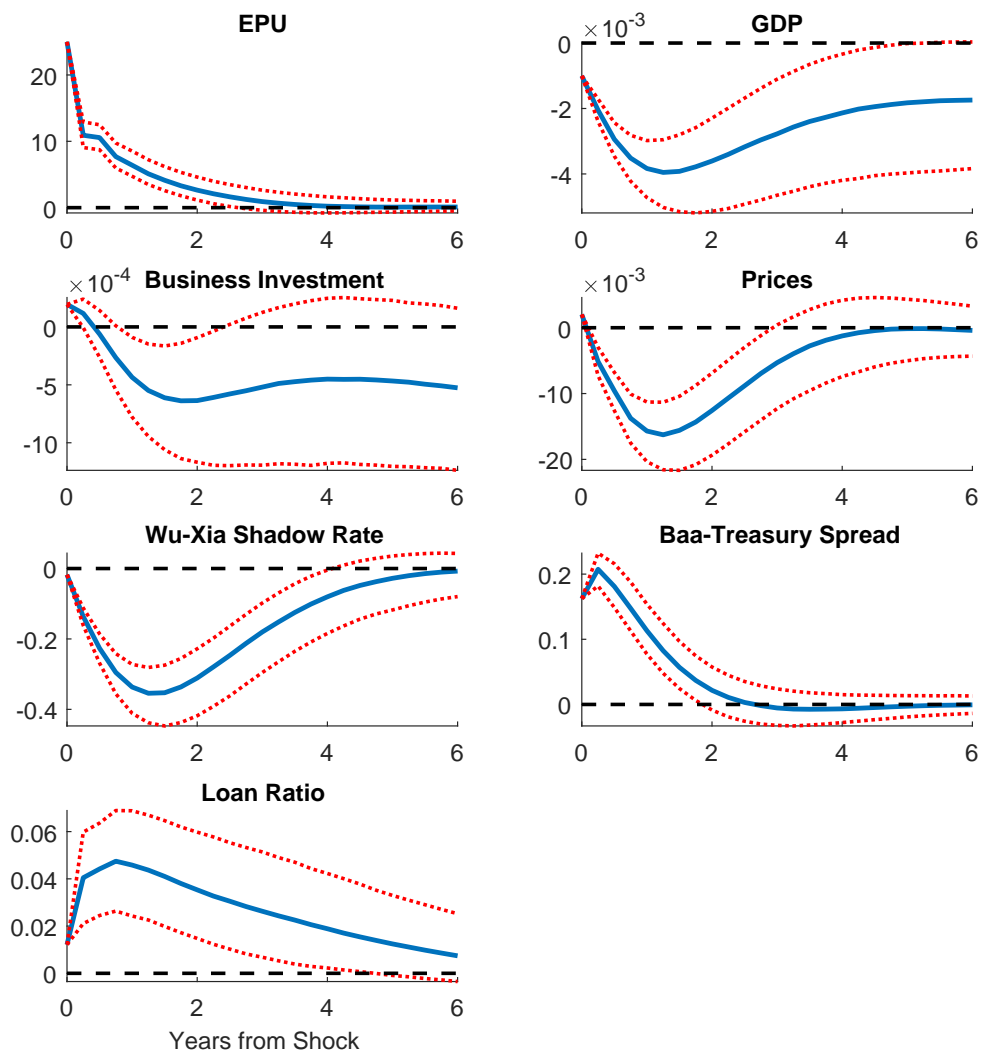 EPU
20
10
0
0 2 4 6
GDP
×10⁻³
0
-2
-4
0 2 4 6
Business Investment
×10⁻⁴
0
-5
-10
0 2 4 6
Prices
×10⁻³
0
-10
-20
0 2 4 6
Wu-Xia Shadow Rate
0
-0.2
-0.4
0 2 4 6
Baa-Treasury Spread
0.2
0.1
0
0 2 4 6
Loan Ratio
0.06
0.04
0.02
0
0 2 4 6
Years from Shock